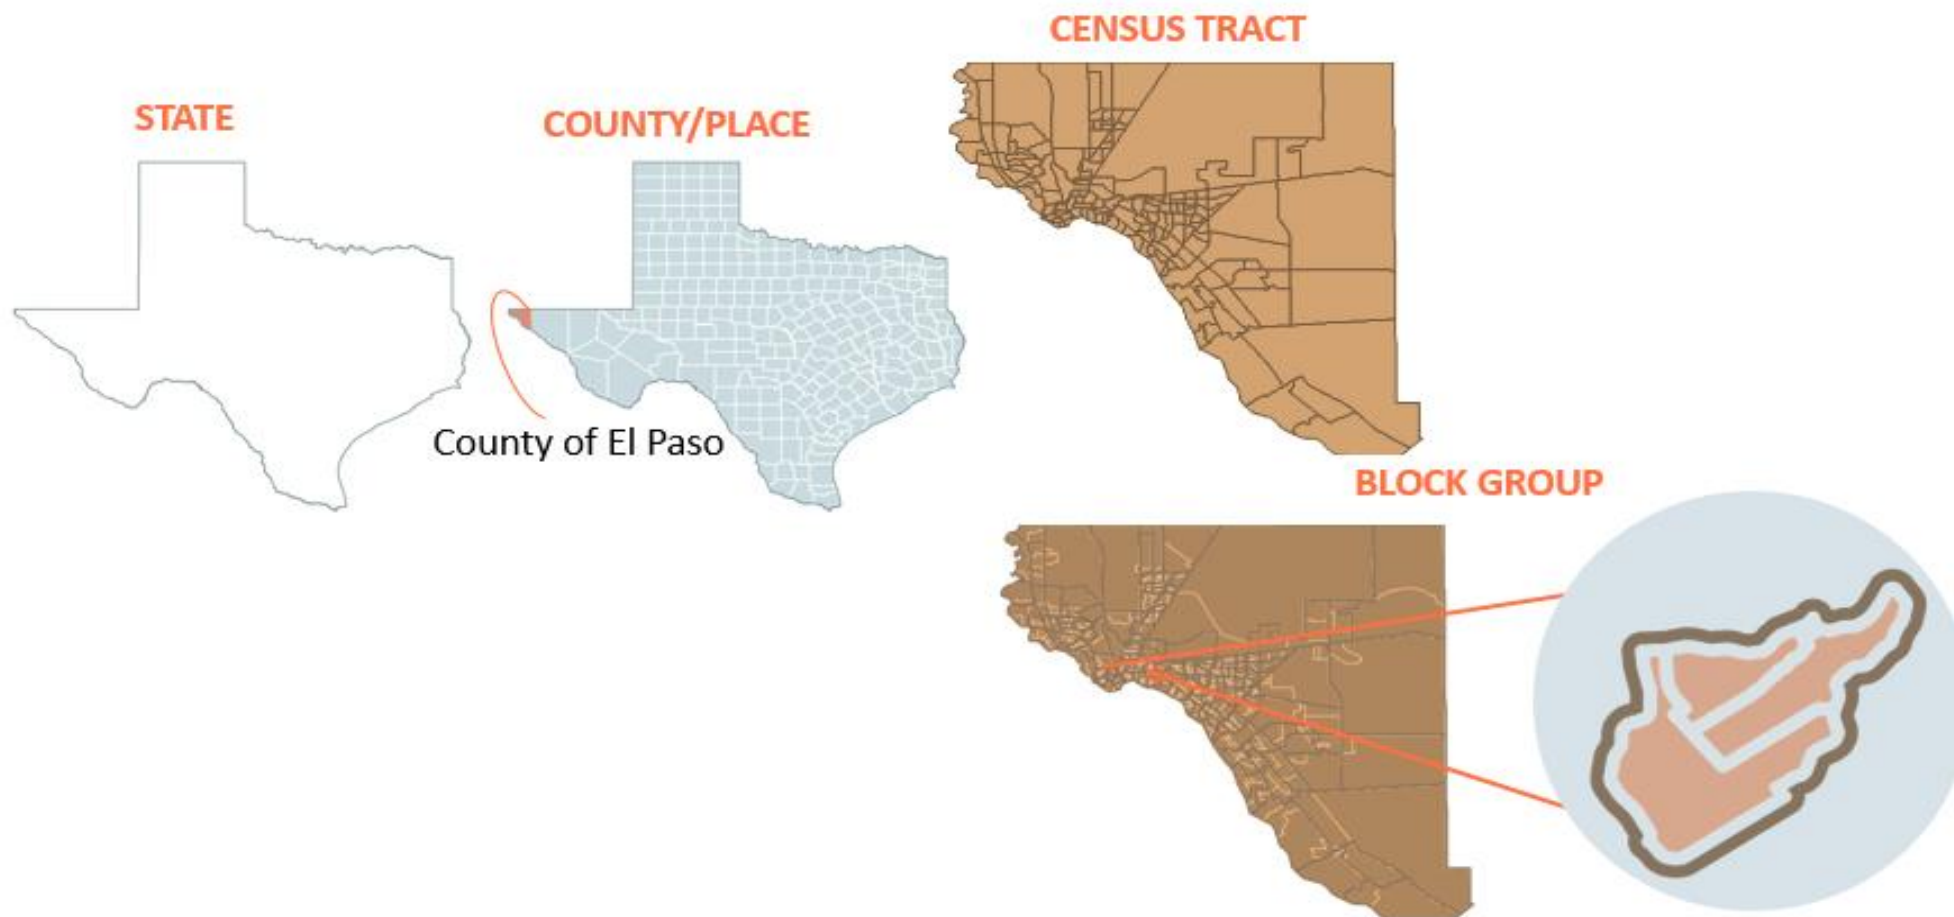 STATE
COUNTY/PLACE
CENSUS TRACT
County of El Paso
BLOCK GROUP